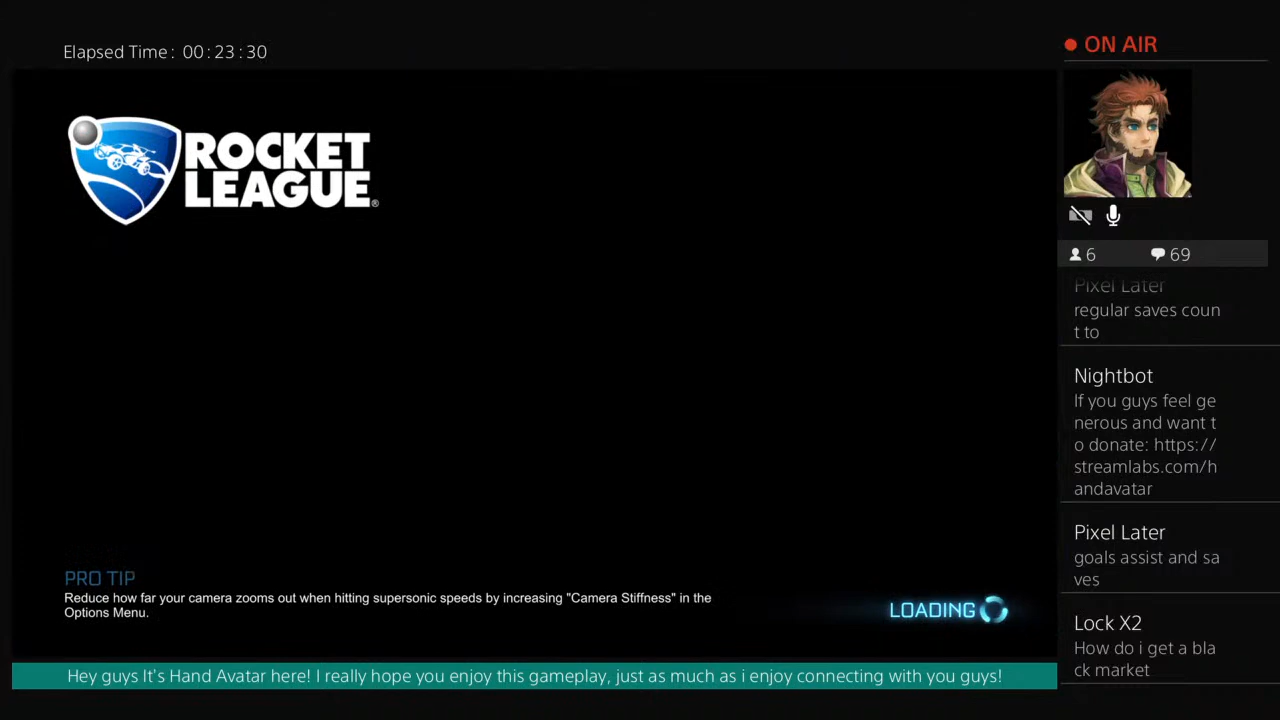 Elapsed Time: 00:23:30
ON AIR
ROCKET
LEAGUE®
6
69
Pixel Later
regular saves coun
t to
Nightbot
If you guys feel ge
nerous and want t
o donate: https://
streamlabs.com/h
andavatar
Pixel Later
goals assist and sa
ves
Lock X2
How do i get a bla
ck market
PRO TIP
Reduce how far your camera zooms out when hitting supersonic speeds by increasing "Camera Stiffness" in the
Options Menu.
LOADING
Hey guys It's Hand Avatar here! I really hope you enjoy this gameplay, just as much as i enjoy connecting with you guys!